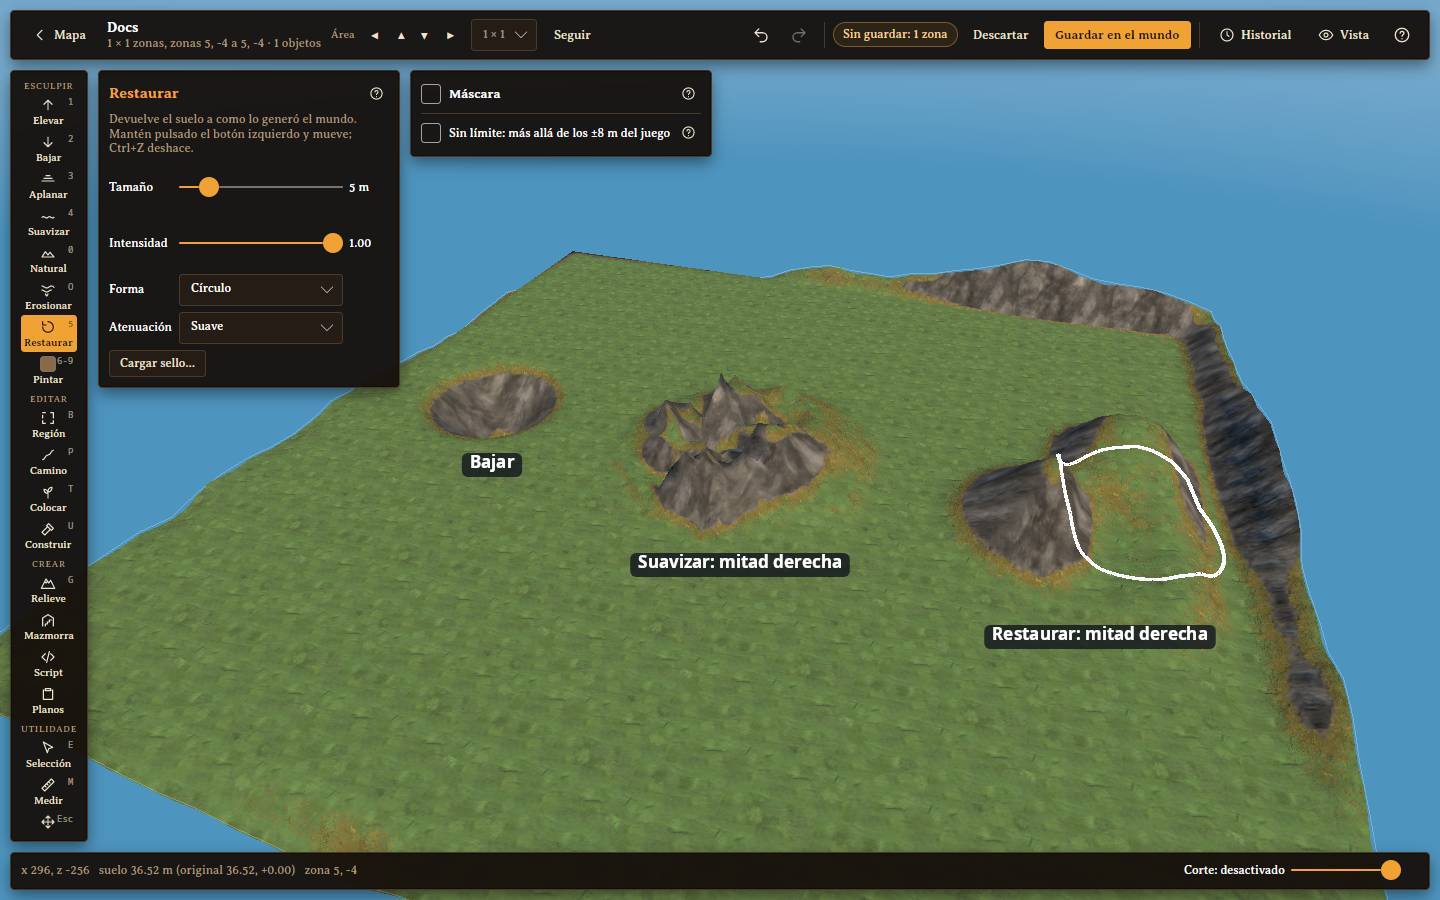 Mapa
Docs
1 × 1 zonas, zonas 5, -4 a 5, -4 · 1 objetos
Área
1 × 1
Seguir
Sin guardar: 1 zona
Descartar
Guardar en el mundo
Historial
Vista
ESCULPIR
1
Elevar
2
Bajar
3
Aplanar
4
Suavizar
0
Natural
O
Erosionar
5
Restaurar
6-9
Pintar
EDITAR
B
Región
P
Camino
T
Colocar
U
Construir
CREAR
G
Relieve
Mazmorra
Script
Planos
UTILIDADE
E
Selección
M
Medir
Esc
Restaurar
Devuelve el suelo a como lo generó el mundo.
Mantén pulsado el botón izquierdo y mueve;
Ctrl+Z deshace.
Tamaño
5 m
Intensidad
1.00
Forma
Círculo
Atenuación
Suave
Cargar sello...
Máscara
Sin límite: más allá de los ±8 m del juego
Bajar
Suavizar: mitad derecha
Restaurar: mitad derecha
x 296, z -256 suelo 36.52 m (original 36.52, +0.00) zona 5, -4
Corte: desactivado